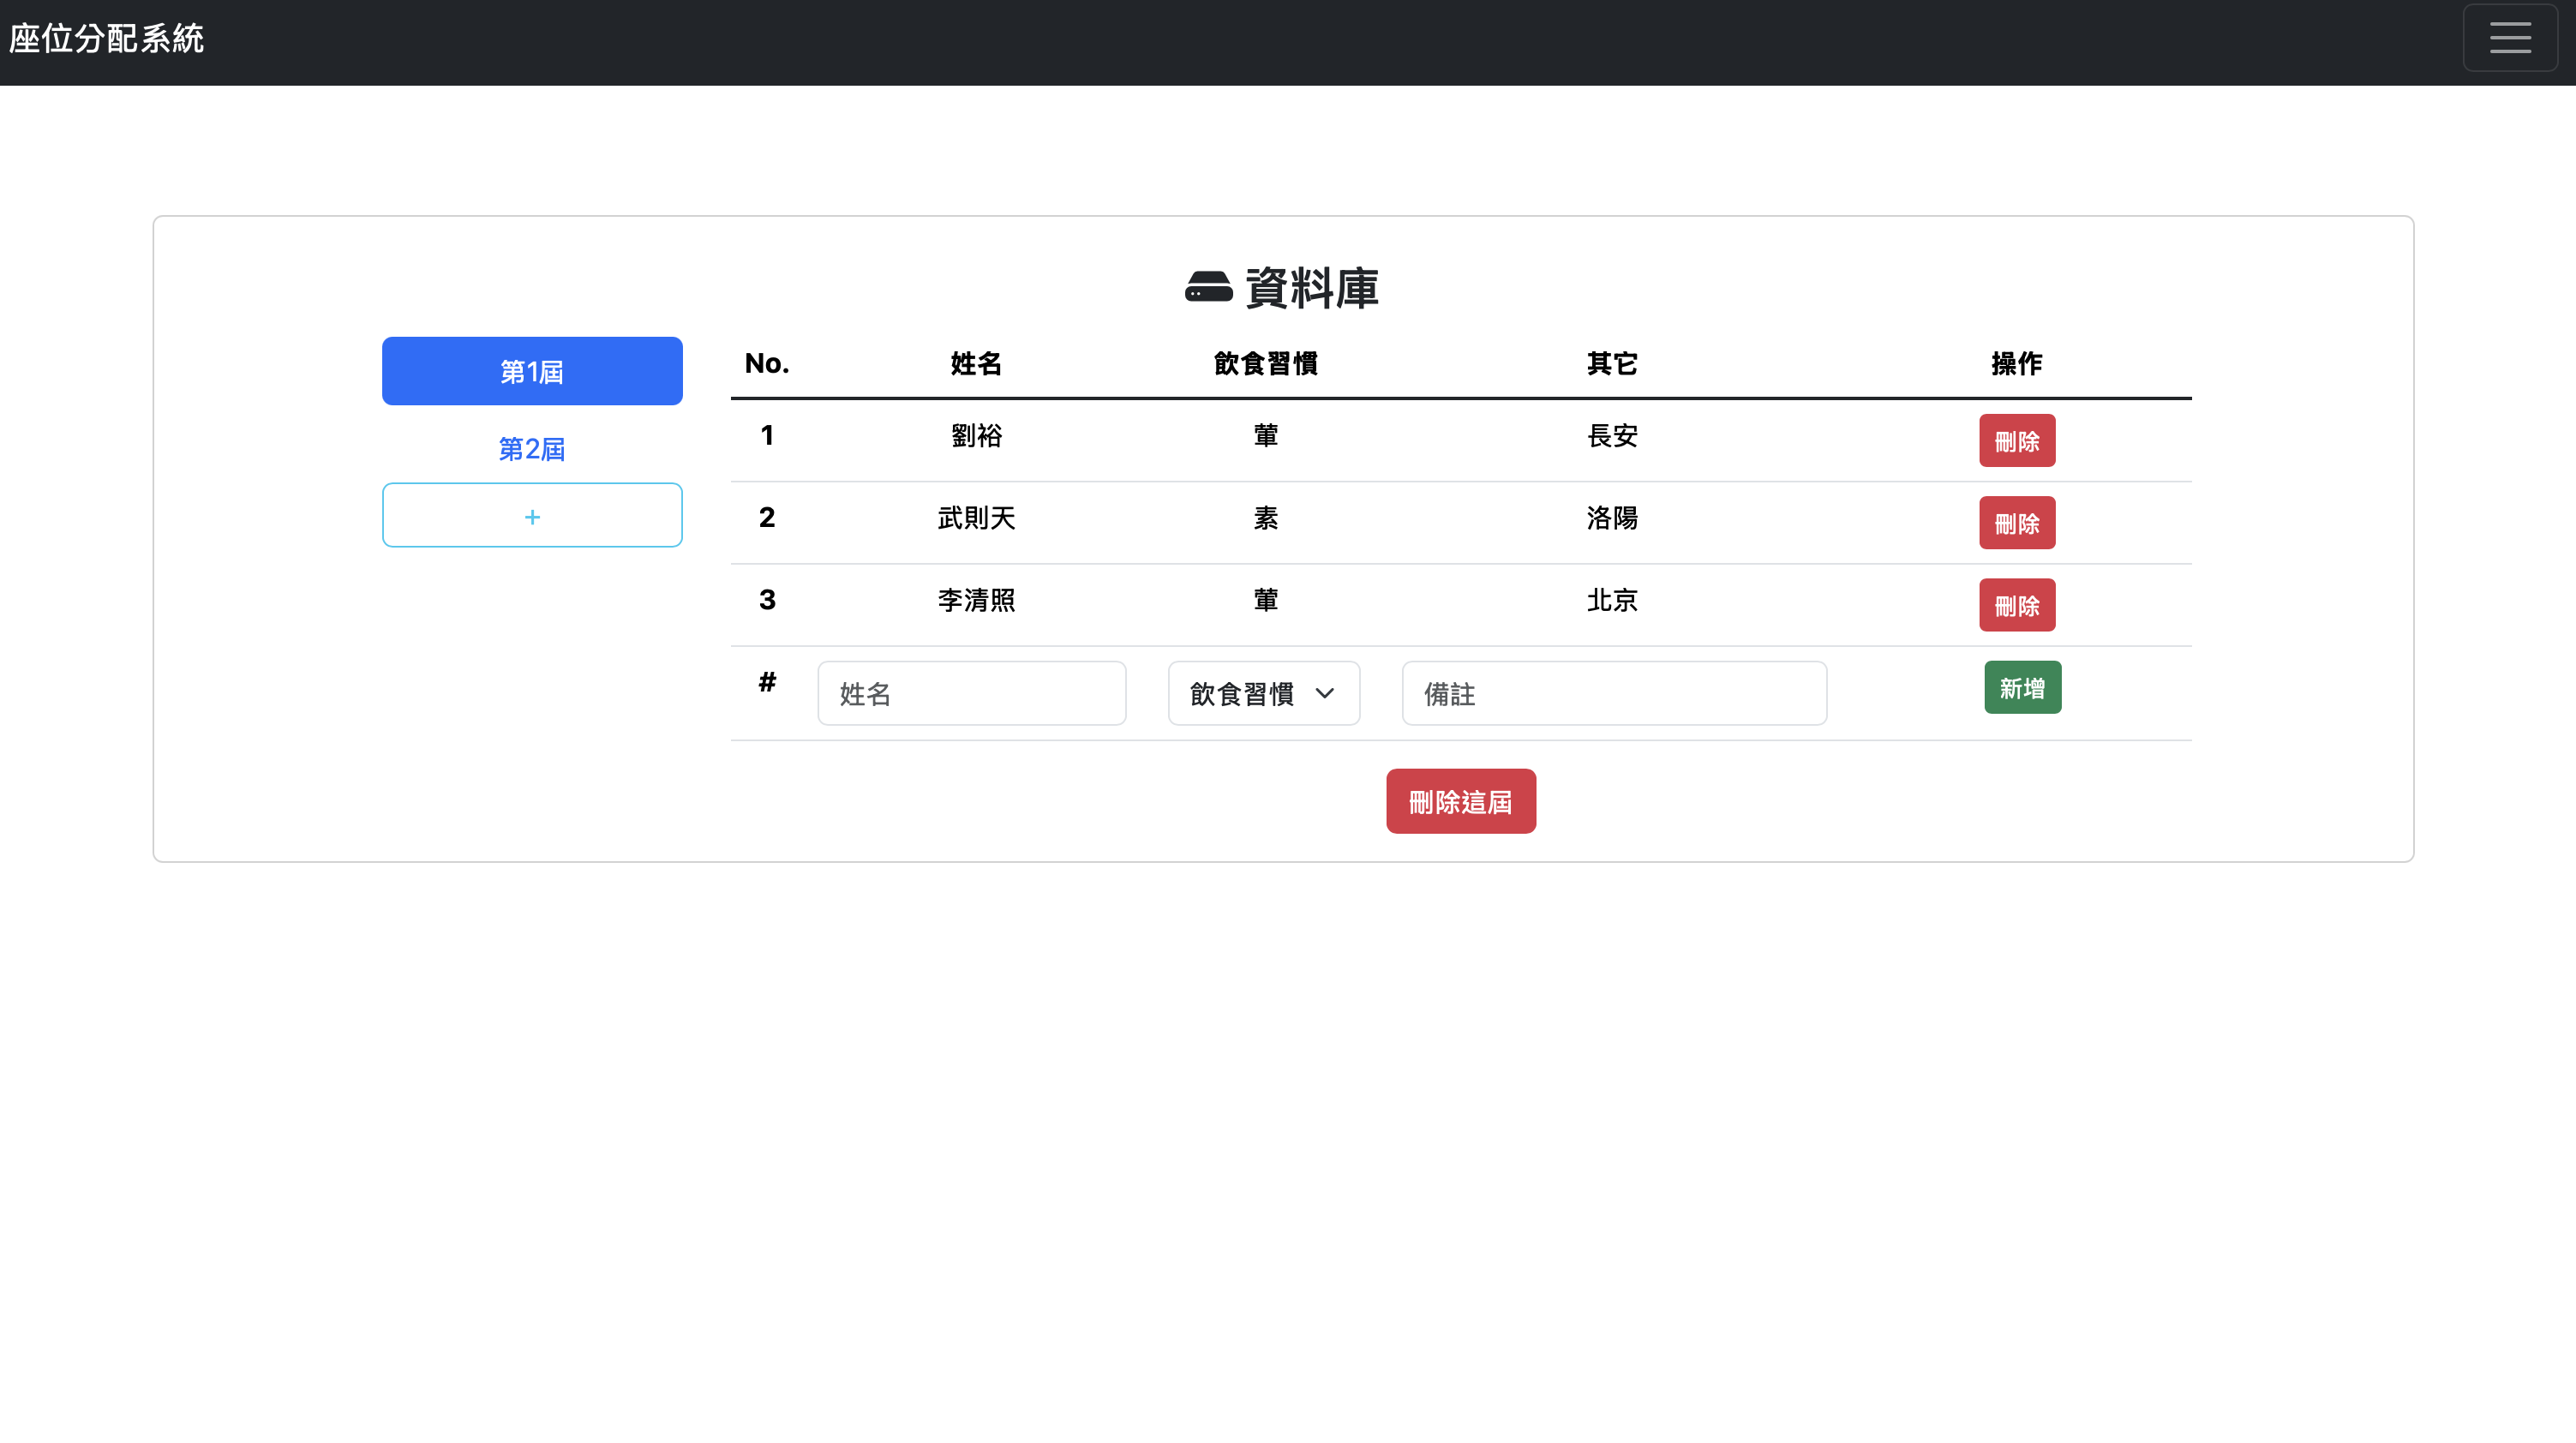 座位分配系統
資料庫
第1屆
第2屆
+
No. 姓名 飲食習慣 其它 操作
1 劉裕 葷 長安 刪除
2 武則天 素 洛陽 刪除
3 李清照 葷 北京 刪除
# 姓名 飲食習慣 備註 新增
刪除這屆